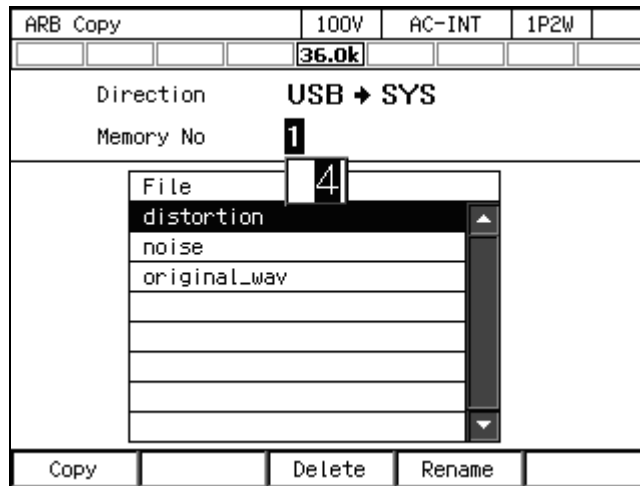 ARB Copy 100V AC-INT 1P2W
36.0k
Direction USB → SYS
Memory No 1
4
File
distortion
noise
original_wav
Copy Delete Rename